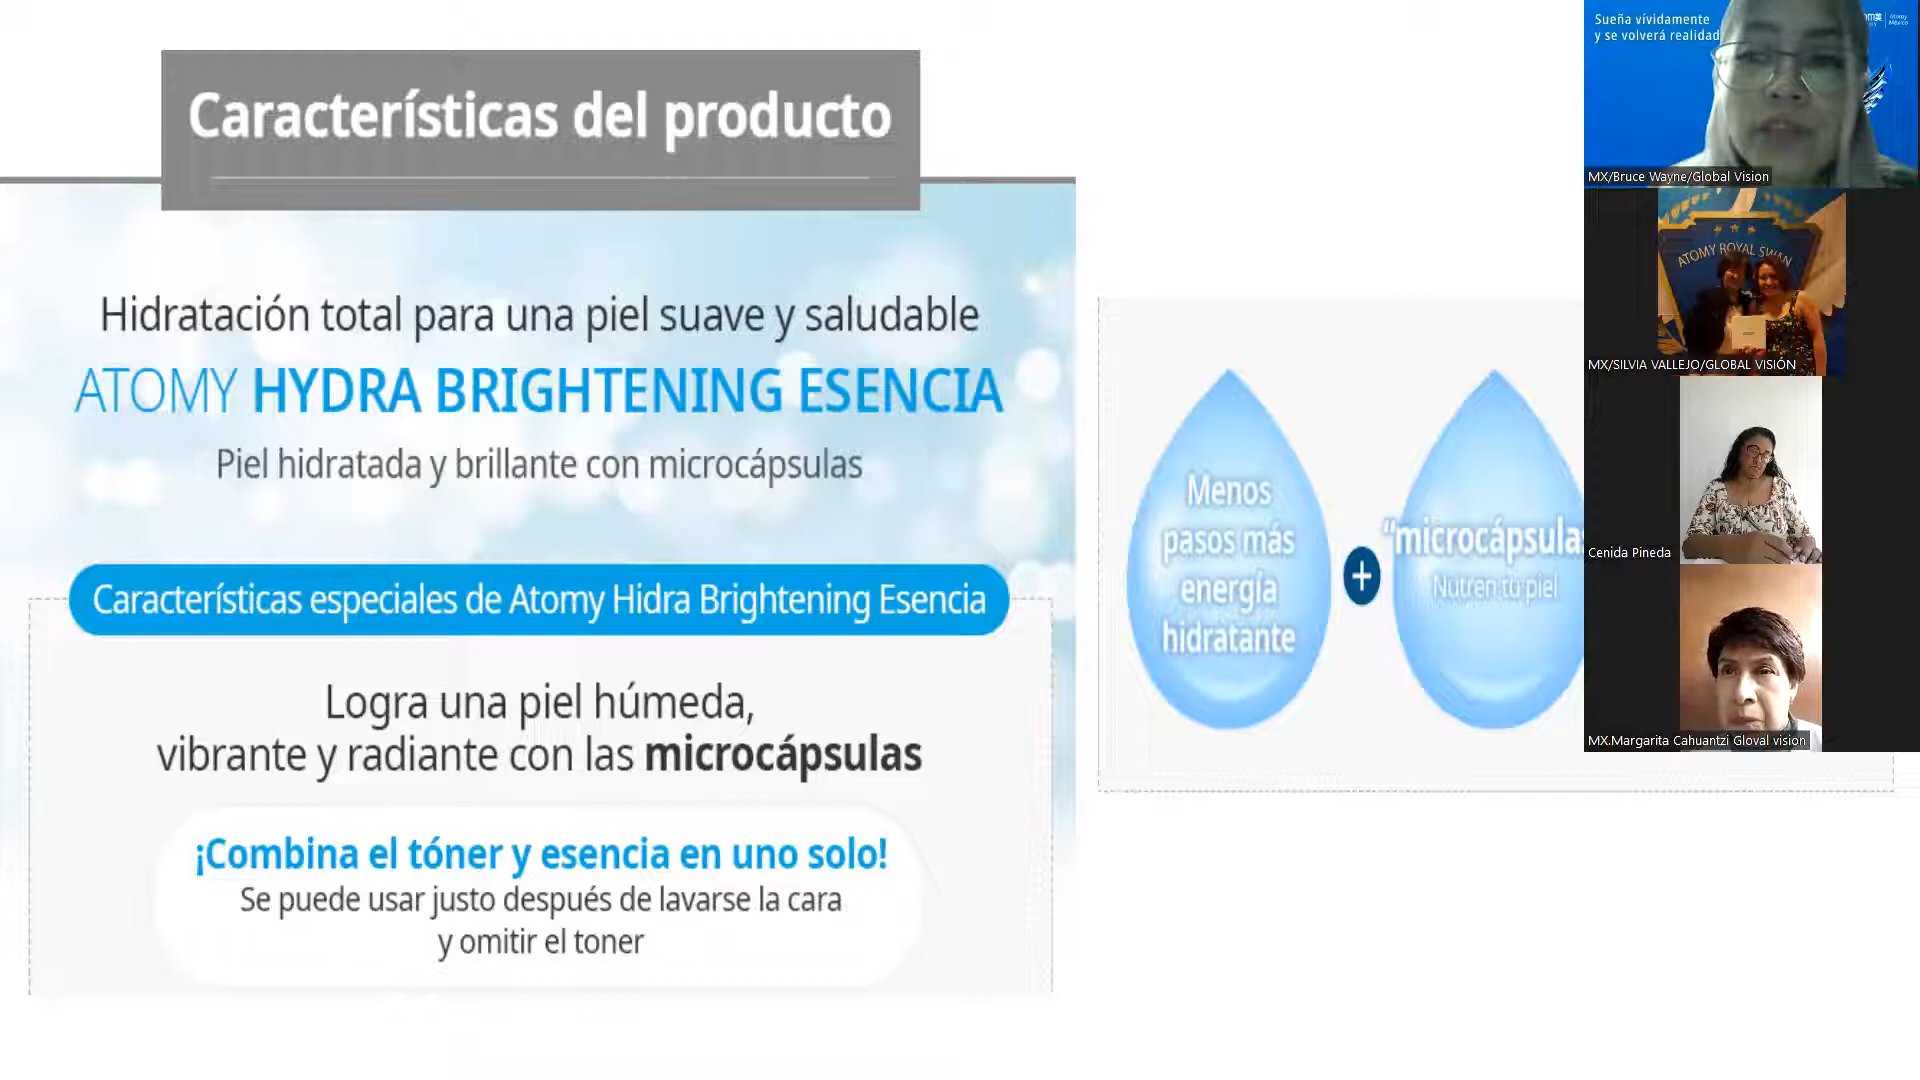 Características del producto
Hidratación total para una piel suave y saludable
ATOMY HYDRA BRIGHTENING ESENCIA
Piel hidratada y brillante con microcápsulas
Características especiales de Atomy Hidra Brightening Esencia
Logra una piel húmeda,
vibrante y radiante con las microcápsulas
¡Combina el tóner y esencia en uno solo!
Se puede usar justo después de lavarse la cara
y omitir el toner
Menos
pasos más
energía
hidratante
+
“microcápsula
Nutren tu piel
Sueña vívidamente
y se volverá realidad
Atomy
México
MX/Bruce Wayne/Global Vision
ATOMY ROYAL SWAN
MX/SILVIA VALLEJO/GLOBAL VISIÓN
Cenida Pineda
MX.Margarita Cahuantzi Gloval vision